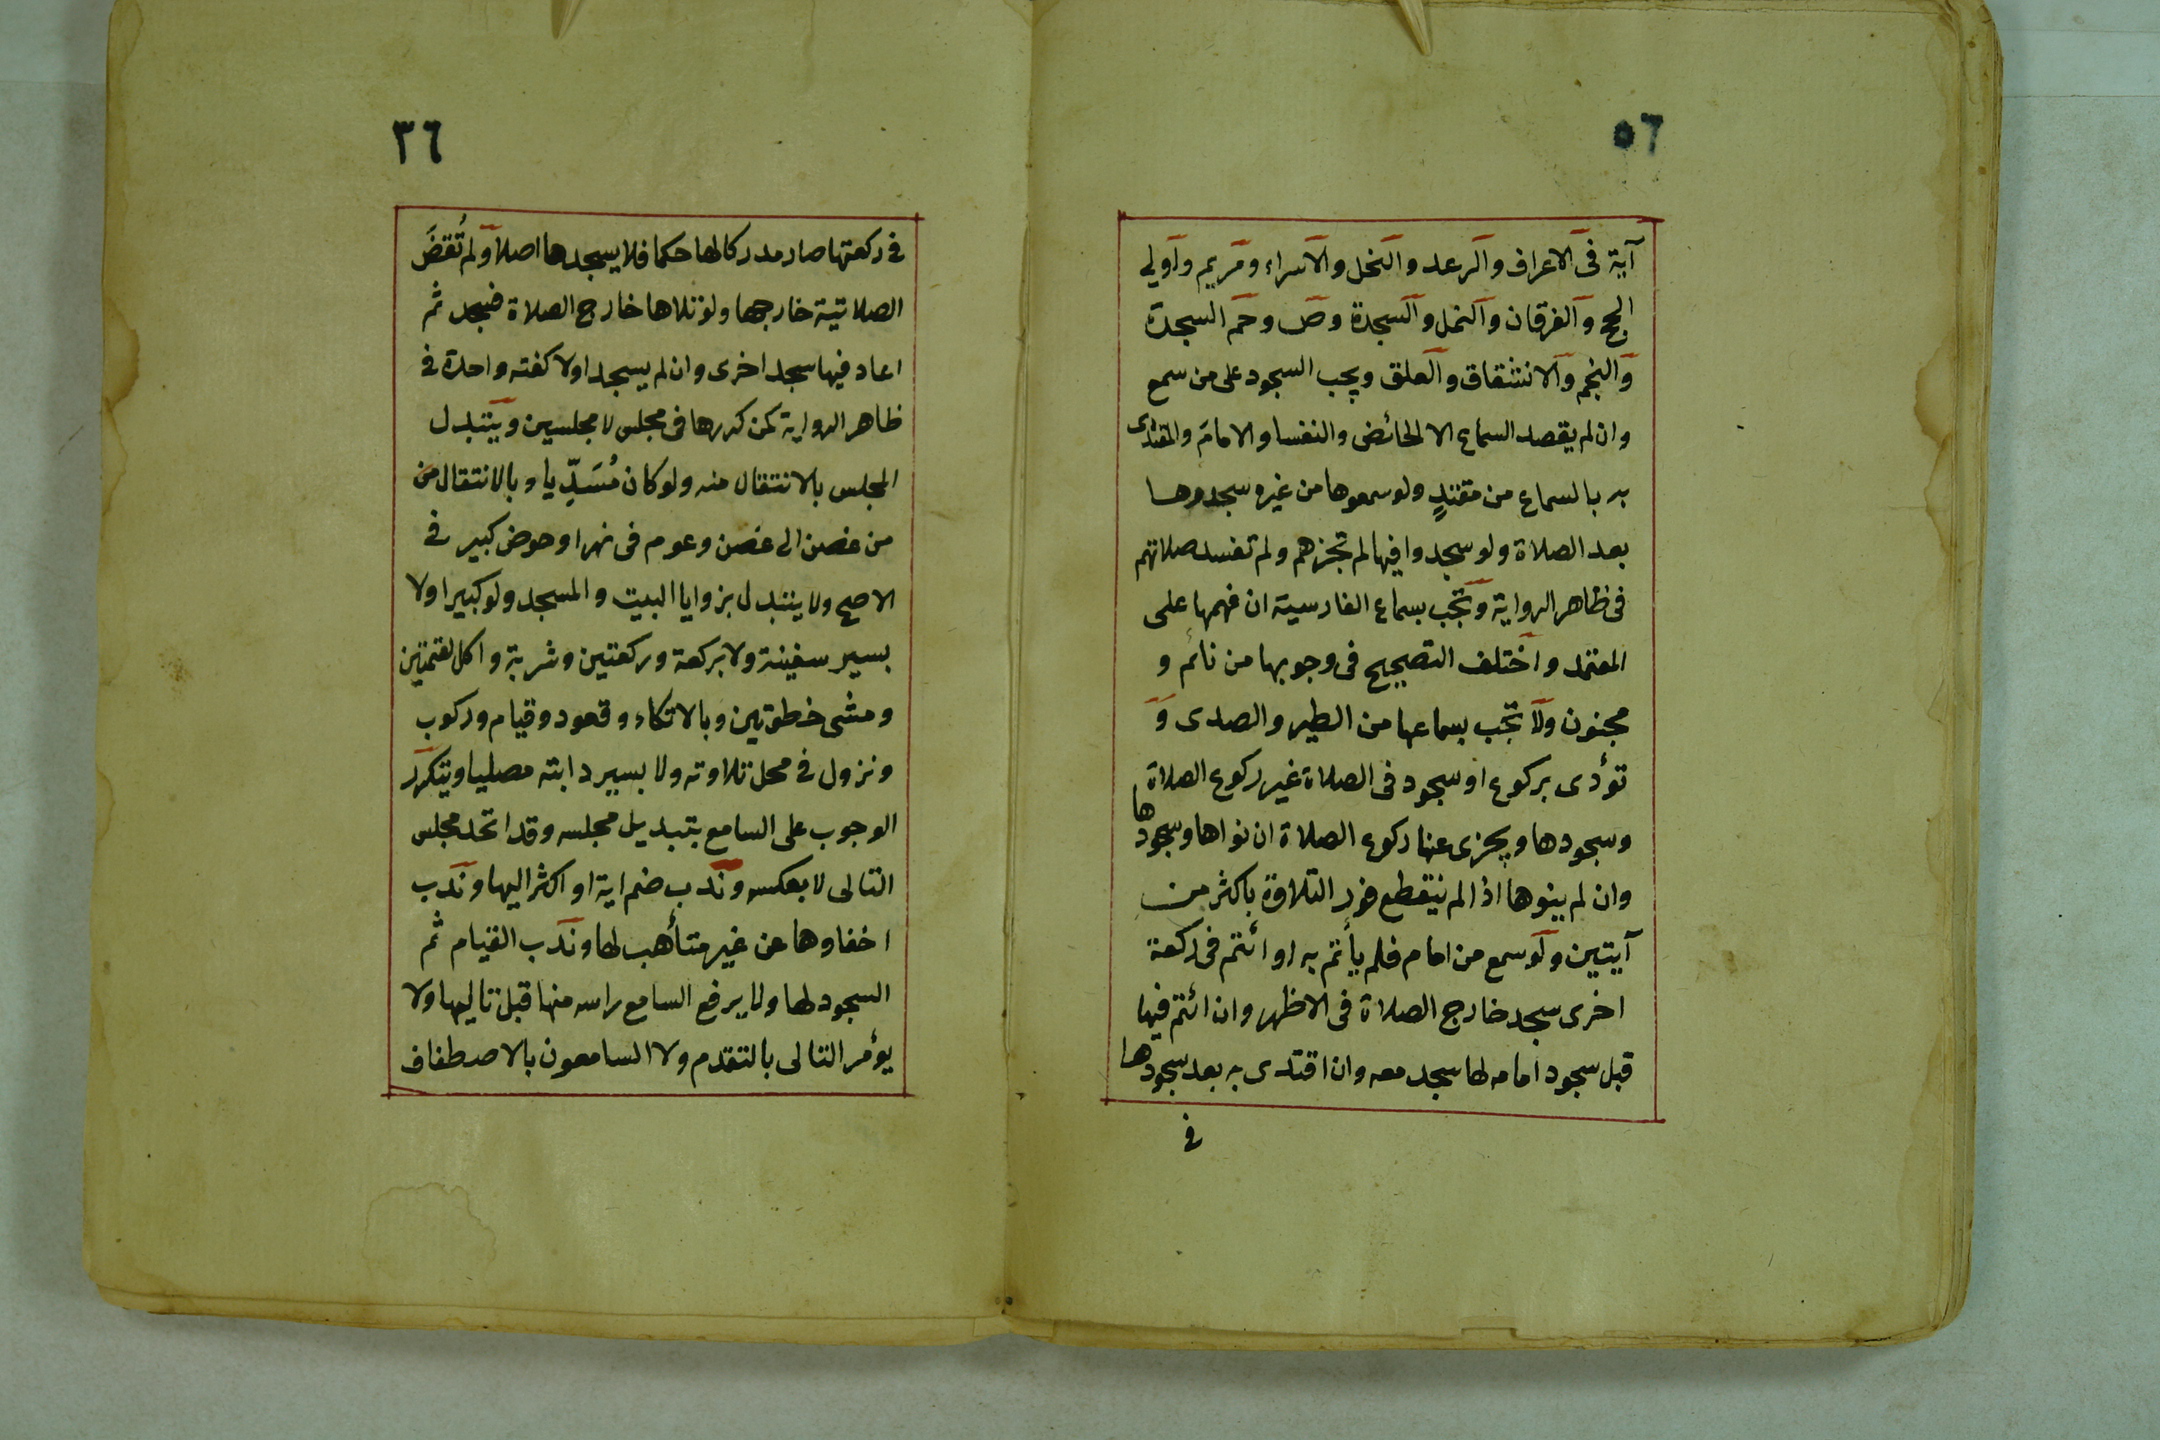 ٥٦
آية فى الاعراف والرعد والنخل والاسراء ومريم واولى
الحج والفرقان والنمل والسجدة وص وحم السجدة
والنجم والانشقاق والعلق ويجب السجود على من سمع
وان لم يقصد السماع الا الحائض والنفسا والامام والمقتدى
به بالسماع من مقتدٍ ولو سمعوها من غيره سجدوها
بعد الصلاة ولو سجدوا فيها لم تجزهم ولم تفسد صلاتهم
فى ظاهر الرواية وتجب بسماع الفارسية ان فهمها على
المعتمد واختلف التصحيح فى وجوبها من نائم و
مجنون ولا تجب بسماعها من الطير والصدى و
تؤدى بركوع او سجود فى الصلاة غير ركوع الصلاة
وسجودها ويجزى عنها ركوع الصلاة ان نواها وسجودها
وان لم ينوها اذا لم ينقطع فور التلاوة باكثر من
آيتين ولو سمع من امام فلم يأتم به او ائتم فى ركعة
اخرى سجد خارج الصلاة فى الاظهر وان ائتم فيها
قبل سجود امامه لها سجد معه وان اقتدى به بعد سجودها
فى
٣٦
فى ركعتها صار مدركا لها حكما فلا يسجدها اصلا ولم تُقضَ
الصلاتية خارجها ولو تلاها خارج الصلاة فسجد ثم
اعاد فيها سجد اخرى وان لم يسجد اولا كفته واحدة فى
ظاهر الرواية كمن كررها فى مجلس لا مجلسين ويتبدل
المجلس بالانتقال منه ولو كان مُسَدِّيا وبالانتقال من
من غصن الى غصن وعوم فى نهر او حوض كبير فى
الاصح ولا يتبدل بزوايا البيت والمسجد ولو كبيرا ولا
بسير سفينة ولا بركعة وركعتين وشربة واكل لقمتين
ومشى خطوتين وبالاتكاء وقعود وقيام وركوب
ونزول فى محل تلاوته ولا بسير دابته مصليا ويتكرر
الوجوب على السامع بتبديل مجلسه وقد اتحد مجلس
التالى لا بعكسه وندب ضم اية او اكثر اليها وندب
اخفاوها عن غير متأهب لها وندب القيام ثم
السجود لها ولا يرفع السامع راسه منها قبل تاليها ولا
يؤمر التالى بالتقدم ولا السامعون بالاصطفاف